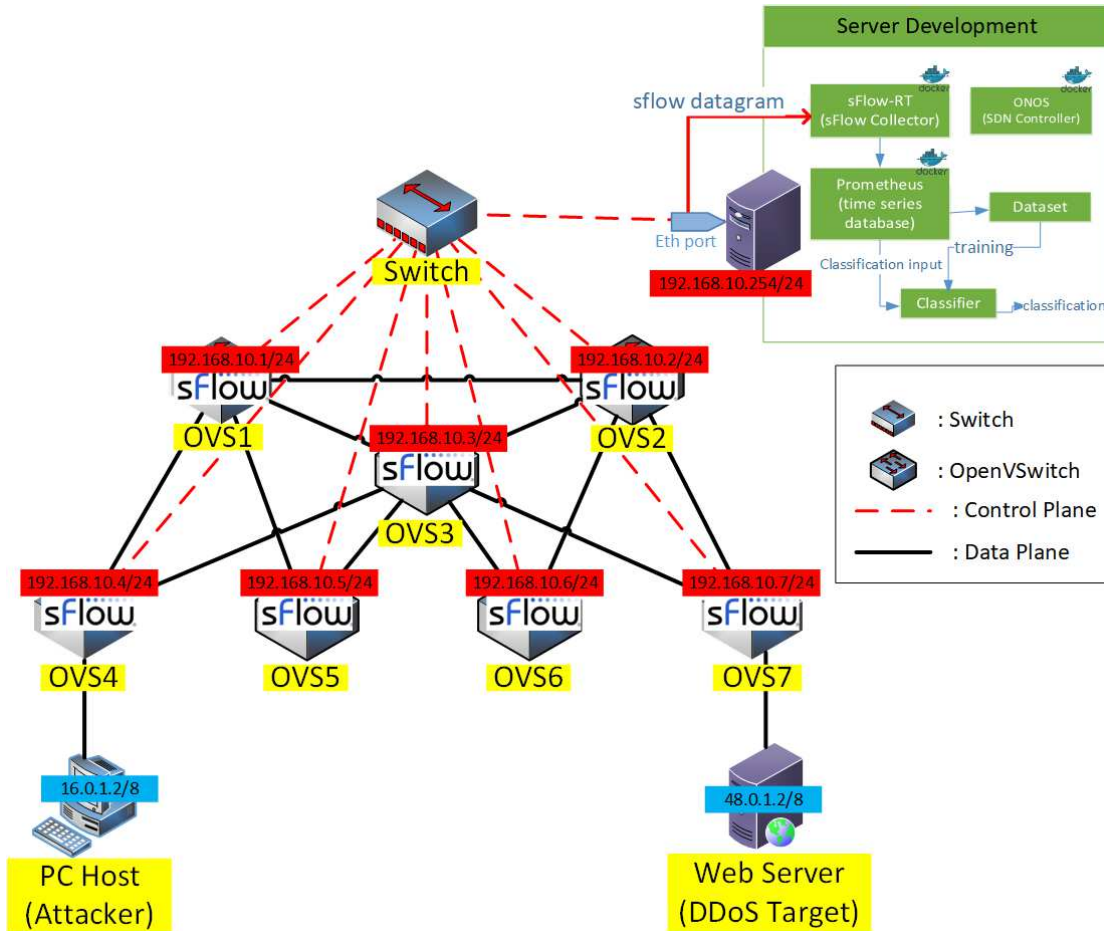 Server Development
docker
docker
sflow datagram
sFlow-RT
(sFlow Collector)
ONOS
(SDN Controller)
docker
Prometheus
(time series
database)
Dataset
Eth port
training
Classification input
Switch
192.168.10.254/24
Classifier
classification
192.168.10.1/24
sFlow
OVS1
192.168.10.2/24
sFlow
OVS2
192.168.10.3/24
sFlow
OVS3
: Switch
: OpenVSwitch
: Control Plane
: Data Plane
192.168.10.4/24
sFlow
OVS4
192.168.10.5/24
sFlow
OVS5
192.168.10.6/24
sFlow
OVS6
192.168.10.7/24
sFlow
OVS7
16.0.1.2/8
48.0.1.2/8
PC Host
(Attacker)
Web Server
(DDoS Target)